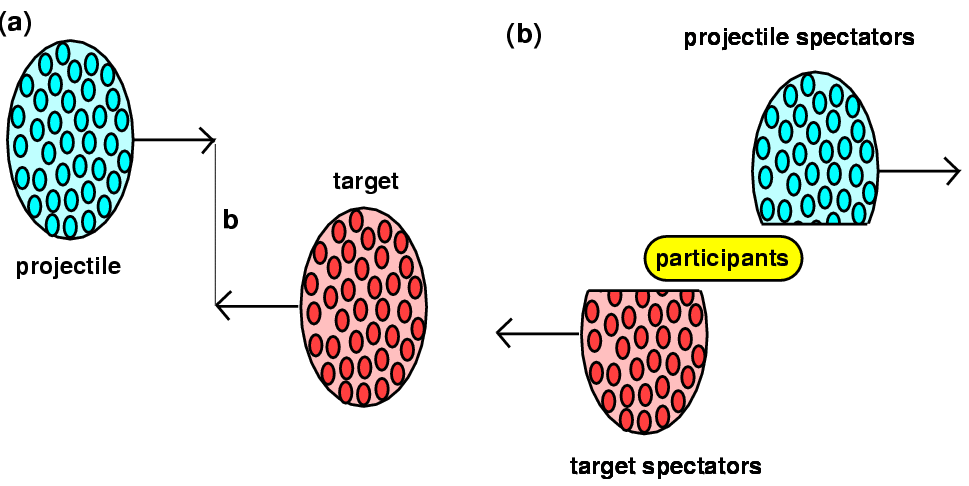 (a)
projectile
b
target
(b)
projectile spectators
participants
target spectators